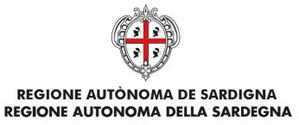 REGIONE AUTÒNOMA DE SARDIGNA
REGIONE AUTONOMA DELLA SARDEGNA